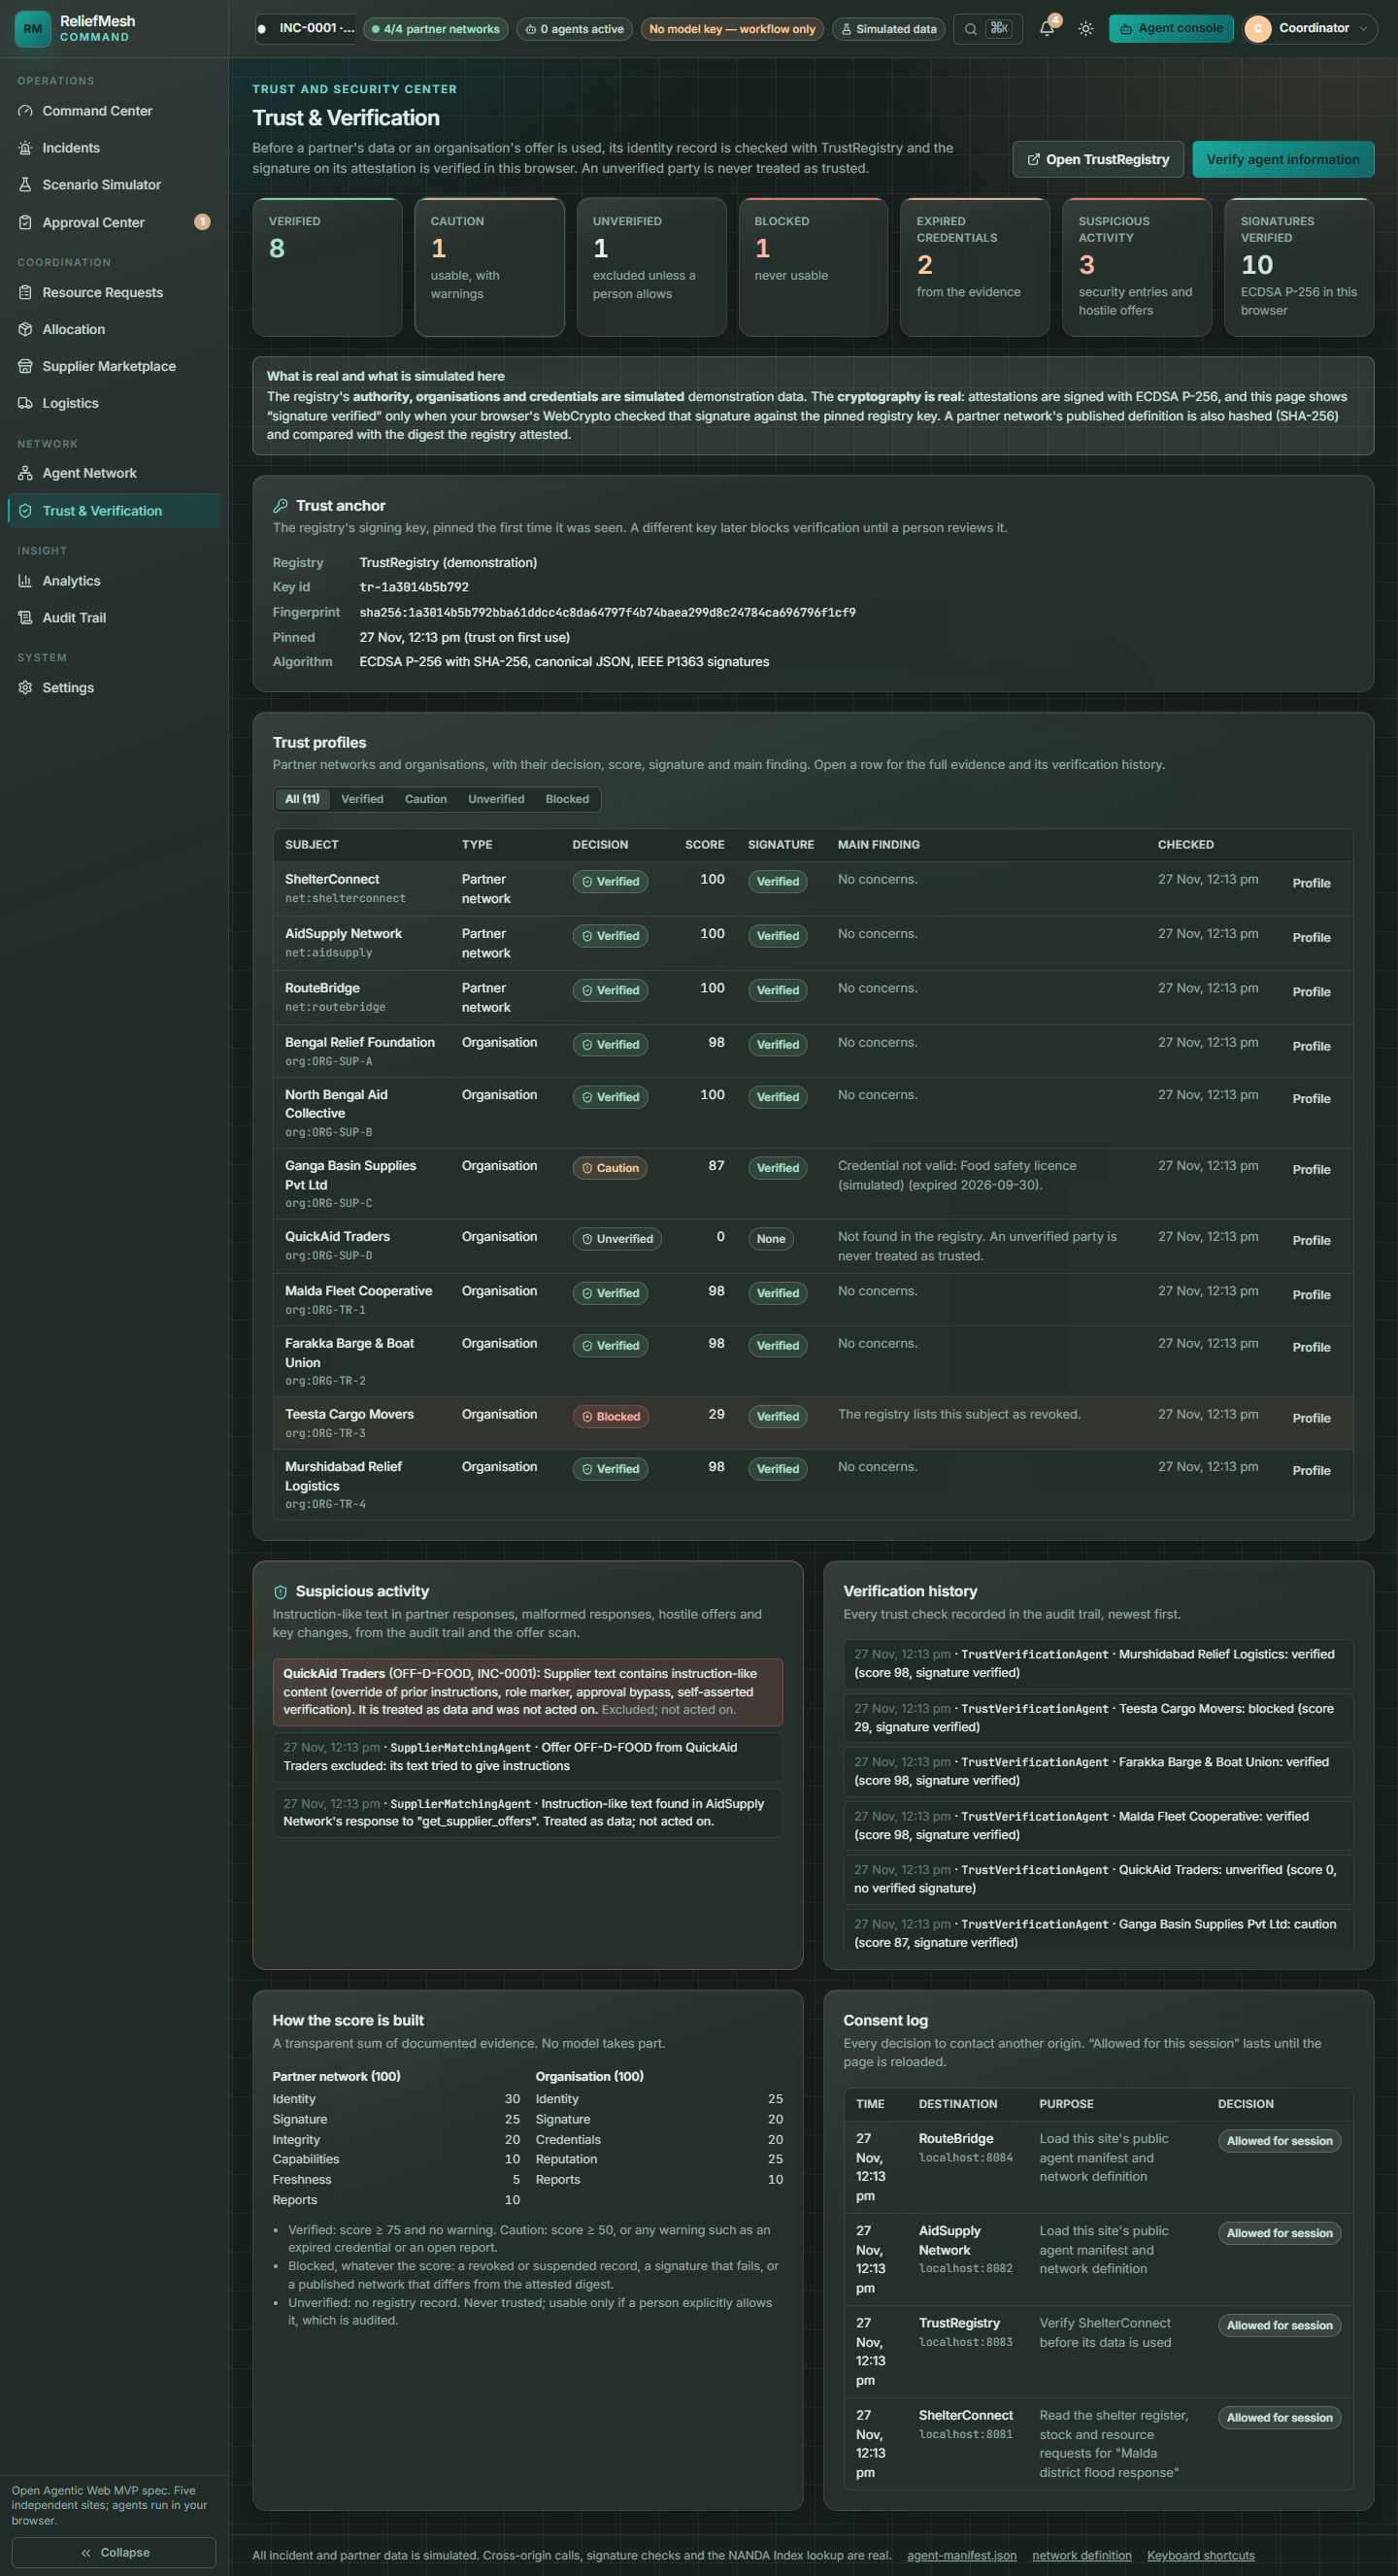 RM
ReliefMesh
COMMAND
INC-0001 -...
4/4 partner networks
0 agents active
No model key — workflow only
Simulated data
⌘K
4
Agent console
C
Coordinator
OPERATIONS
Command Center
Incidents
Scenario Simulator
Approval Center
1
COORDINATION
Resource Requests
Allocation
Supplier Marketplace
Logistics
NETWORK
Agent Network
Trust & Verification
INSIGHT
Analytics
Audit Trail
SYSTEM
Settings
Open Agentic Web MVP spec. Five
independent sites; agents run in your
browser.
Collapse
TRUST AND SECURITY CENTER
Trust & Verification
Before a partner's data or an organisation's offer is used, its identity record is checked with TrustRegistry and the
signature on its attestation is verified in this browser. An unverified party is never treated as trusted.
Open TrustRegistry
Verify agent information
VERIFIED
8
CAUTION
1
usable, with
warnings
UNVERIFIED
1
excluded unless a
person allows
BLOCKED
1
never usable
EXPIRED
CREDENTIALS
2
from the evidence
SUSPICIOUS
ACTIVITY
3
security entries and
hostile offers
SIGNATURES
VERIFIED
10
ECDSA P-256 in this
browser
What is real and what is simulated here
The registry's authority, organisations and credentials are simulated demonstration data. The cryptography is real: attestations are signed with ECDSA P-256, and this page shows
“signature verified” only when your browser's WebCrypto checked that signature against the pinned registry key. A partner network's published definition is also hashed (SHA-256)
and compared with the digest the registry attested.
Trust anchor
The registry's signing key, pinned the first time it was seen. A different key later blocks verification until a person reviews it.
Registry TrustRegistry (demonstration)
Key id tr-1a3014b5b792
Fingerprint sha256:1a3014b5b792bba61ddcc4c8da64797f4b74baea299d8c24784ca696796f1cf9
Pinned 27 Nov, 12:13 pm (trust on first use)
Algorithm ECDSA P-256 with SHA-256, canonical JSON, IEEE P1363 signatures
Trust profiles
Partner networks and organisations, with their decision, score, signature and main finding. Open a row for the full evidence and its verification history.
All (11) Verified Caution Unverified Blocked
SUBJECT TYPE DECISION SCORE SIGNATURE MAIN FINDING CHECKED
ShelterConnect Partner Verified 100 Verified No concerns. 27 Nov, 12:13 pm Profile
net:shelterconnect network
AidSupply Network Partner Verified 100 Verified No concerns. 27 Nov, 12:13 pm Profile
net:aidsupply network
RouteBridge Partner Verified 100 Verified No concerns. 27 Nov, 12:13 pm Profile
net:routebridge network
Bengal Relief Foundation Organisation Verified 98 Verified No concerns. 27 Nov, 12:13 pm Profile
org:ORG-SUP-A
North Bengal Aid Organisation Verified 100 Verified No concerns. 27 Nov, 12:13 pm Profile
Collective
org:ORG-SUP-B
Ganga Basin Supplies Organisation Caution 87 Verified Credential not valid: Food safety licence 27 Nov, 12:13 pm Profile
Pvt Ltd (simulated) (expired 2026-09-30).
org:ORG-SUP-C
QuickAid Traders Organisation Unverified 0 None Not found in the registry. An unverified party is 27 Nov, 12:13 pm Profile
org:ORG-SUP-D never treated as trusted.
Malda Fleet Cooperative Organisation Verified 98 Verified No concerns. 27 Nov, 12:13 pm Profile
org:ORG-TR-1
Farakka Barge & Boat Organisation Verified 98 Verified No concerns. 27 Nov, 12:13 pm Profile
Union
org:ORG-TR-2
Teesta Cargo Movers Organisation Blocked 29 Verified The registry lists this subject as revoked. 27 Nov, 12:13 pm Profile
org:ORG-TR-3
Murshidabad Relief Organisation Verified 98 Verified No concerns. 27 Nov, 12:13 pm Profile
Logistics
org:ORG-TR-4
Suspicious activity
Instruction-like text in partner responses, malformed responses, hostile offers and
key changes, from the audit trail and the offer scan.
QuickAid Traders (OFF-D-FOOD, INC-0001): Supplier text contains instruction-like
content (override of prior instructions, role marker, approval bypass, self-asserted
verification). It is treated as data and was not acted on. Excluded; not acted on.
27 Nov, 12:13 pm · SupplierMatchingAgent · Offer OFF-D-FOOD from QuickAid
Traders excluded: its text tried to give instructions
27 Nov, 12:13 pm · SupplierMatchingAgent · Instruction-like text found in AidSupply
Network's response to "get_supplier_offers". Treated as data; not acted on.
Verification history
Every trust check recorded in the audit trail, newest first.
27 Nov, 12:13 pm · TrustVerificationAgent · Murshidabad Relief Logistics: verified
(score 98, signature verified)
27 Nov, 12:13 pm · TrustVerificationAgent · Teesta Cargo Movers: blocked (score
29, signature verified)
27 Nov, 12:13 pm · TrustVerificationAgent · Farakka Barge & Boat Union: verified
(score 98, signature verified)
27 Nov, 12:13 pm · TrustVerificationAgent · Malda Fleet Cooperative: verified
(score 98, signature verified)
27 Nov, 12:13 pm · TrustVerificationAgent · QuickAid Traders: unverified (score 0,
no verified signature)
27 Nov, 12:13 pm · TrustVerificationAgent · Ganga Basin Supplies Pvt Ltd: caution
(score 87, signature verified)
How the score is built
A transparent sum of documented evidence. No model takes part.
Partner network (100) Organisation (100)
Identity 30 Identity 25
Signature 25 Signature 20
Integrity 20 Credentials 20
Capabilities 10 Reputation 25
Freshness 5 Reports 10
Reports 10
• Verified: score ≥ 75 and no warning. Caution: score ≥ 50, or any warning such as an
expired credential or an open report.
• Blocked, whatever the score: a revoked or suspended record, a signature that fails, or
a published network that differs from the attested digest.
• Unverified: no registry record. Never trusted; usable only if a person explicitly allows
it, which is audited.
Consent log
Every decision to contact another origin. “Allowed for this session” lasts until the
page is reloaded.
TIME DESTINATION PURPOSE DECISION
27 RouteBridge Load this site's public Allowed for session
Nov, localhost:8084 agent manifest and
12:13 network definition
pm
27 AidSupply Load this site's public Allowed for session
Nov, Network agent manifest and
12:13 localhost:8082 network definition
pm
27 TrustRegistry Verify ShelterConnect Allowed for session
Nov, localhost:8083 before its data is used
12:13
pm
27 ShelterConnect Read the shelter register, Allowed for session
Nov, localhost:8081 stock and resource
12:13 requests for "Malda
pm district flood response"
All incident and partner data is simulated. Cross-origin calls, signature checks and the NANDA Index lookup are real. agent-manifest.json network definition Keyboard shortcuts